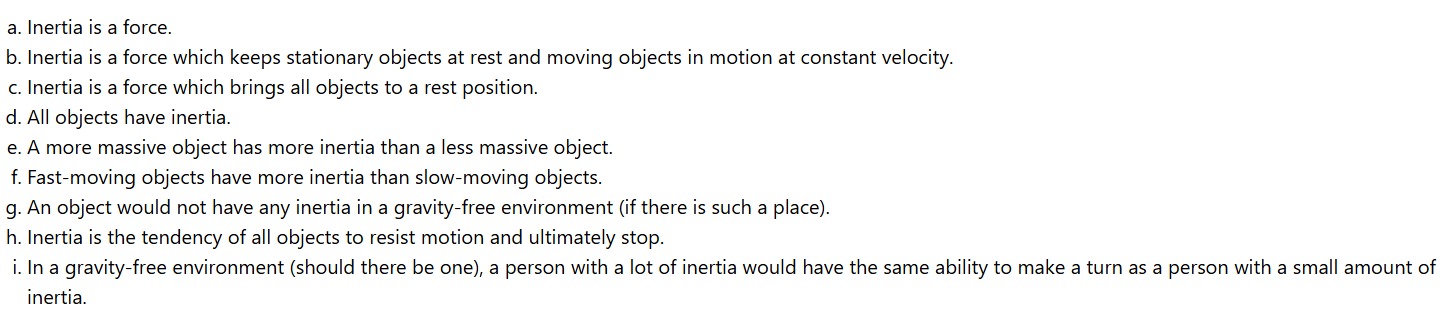 a. Inertia is a force.
b. Inertia is a force which keeps stationary objects at rest and moving objects in motion at constant velocity.
c. Inertia is a force which brings all objects to a rest position.
d. All objects have inertia.
e. A more massive object has more inertia than a less massive object.
f. Fast-moving objects have more inertia than slow-moving objects.
g. An object would not have any inertia in a gravity-free environment (if there is such a place).
h. Inertia is the tendency of all objects to resist motion and ultimately stop.
i. In a gravity-free environment (should there be one), a person with a lot of inertia would have the same ability to make a turn as a person with a small amount of
inertia.